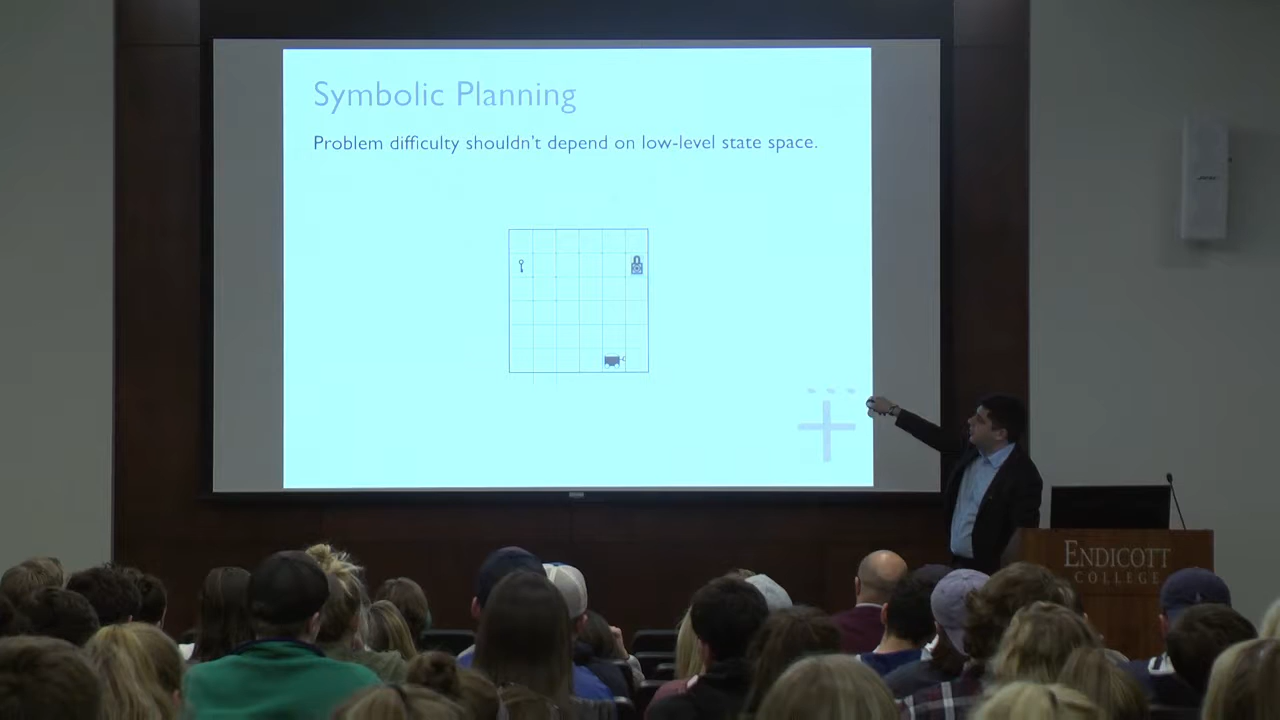 Symbolic Planning
Problem difficulty shouldn't depend on low-level state space.
ENDICOTT
COLLEGE